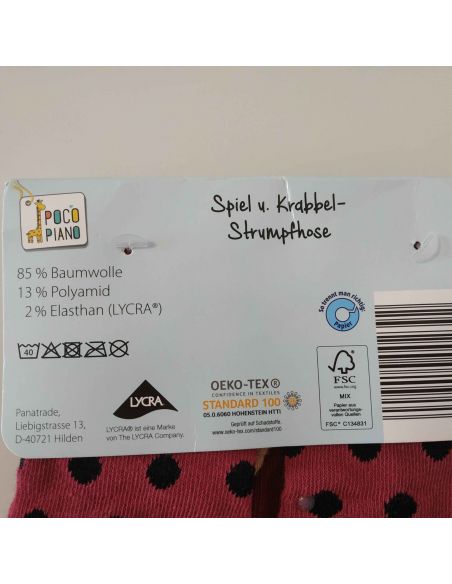 POCO
PIANO
Spiel u. Krabbel-
Strumpfhose
85 % Baumwolle
13 % Polyamid
2 % Elasthan (LYCRA®)
So trennt man richtig:
Papier
40
Panatrade,
Liebigstrasse 13,
D-40721 Hilden
LYCRA
LYCRA® ist eine Marke
von The LYCRA Company.
OEKO-TEX®
CONFIDENCE IN TEXTILES
STANDARD 100
05.0.6060 HOHENSTEIN HTTI
Geprüft auf Schadstoffe.
www.oeko-tex.com/standard100
FSC
www.fsc.org
MIX
Papier aus
verantwortungs-
vollen Quellen
FSC® C134831